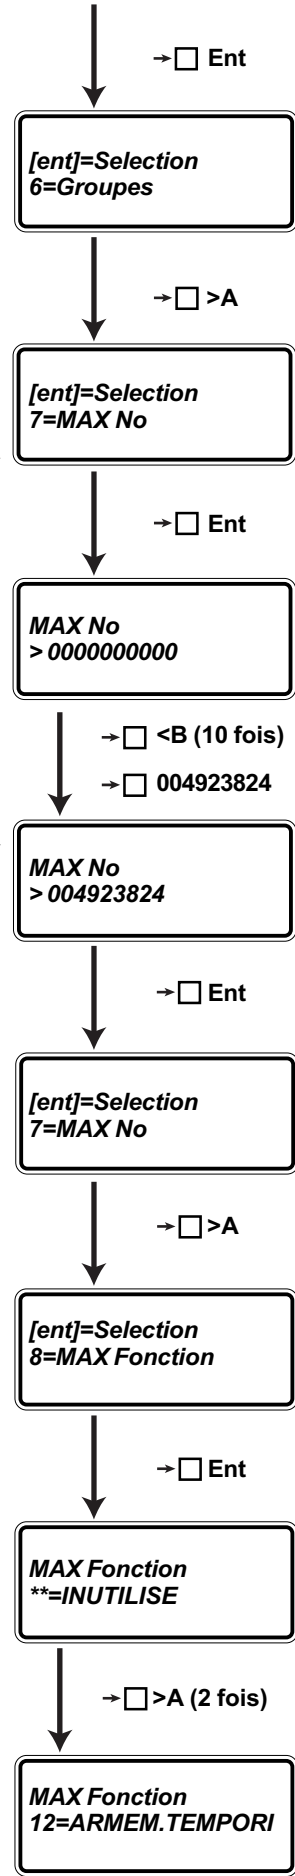 →□ Ent
[ent]=Selection
6=Groupes
→□ >A
[ent]=Selection
7=MAX No
→□ Ent
MAX No
> 0000000000
→□ <B (10 fois)
→□ 004923824
MAX No
> 004923824
→□ Ent
[ent]=Selection
7=MAX No
→□ >A
[ent]=Selection
8=MAX Fonction
→□ Ent
MAX Fonction
**=INUTILISE
→□ >A (2 fois)
MAX Fonction
12=ARMEM.TEMPORI